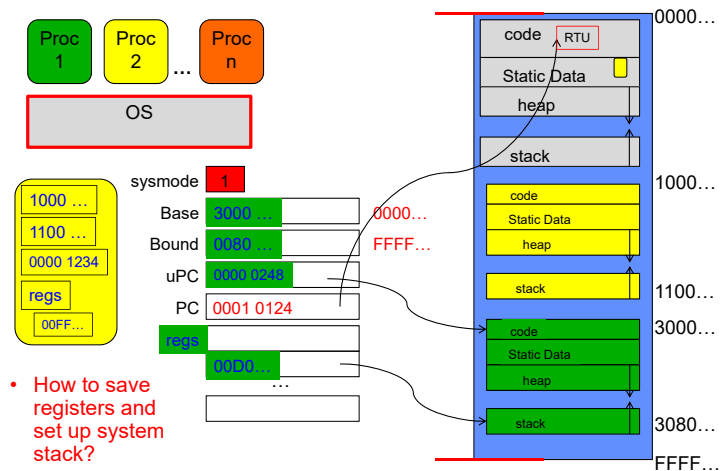 Proc
1
Proc
2
...
Proc
n
OS
1000 …
1100 …
0000 1234
regs
00FF…
• How to save
registers and
set up system
stack?
sysmode 1
Base 3000 … 0000…
Bound 0080 … FFFF…
uPC 0000 0248
PC 0001 0124
regs
00D0…
…
0000…
code RTU
Static Data
heap
stack
1000…
code
Static Data
heap
stack
1100…
3000…
code
Static Data
heap
stack
3080…
FFFF…